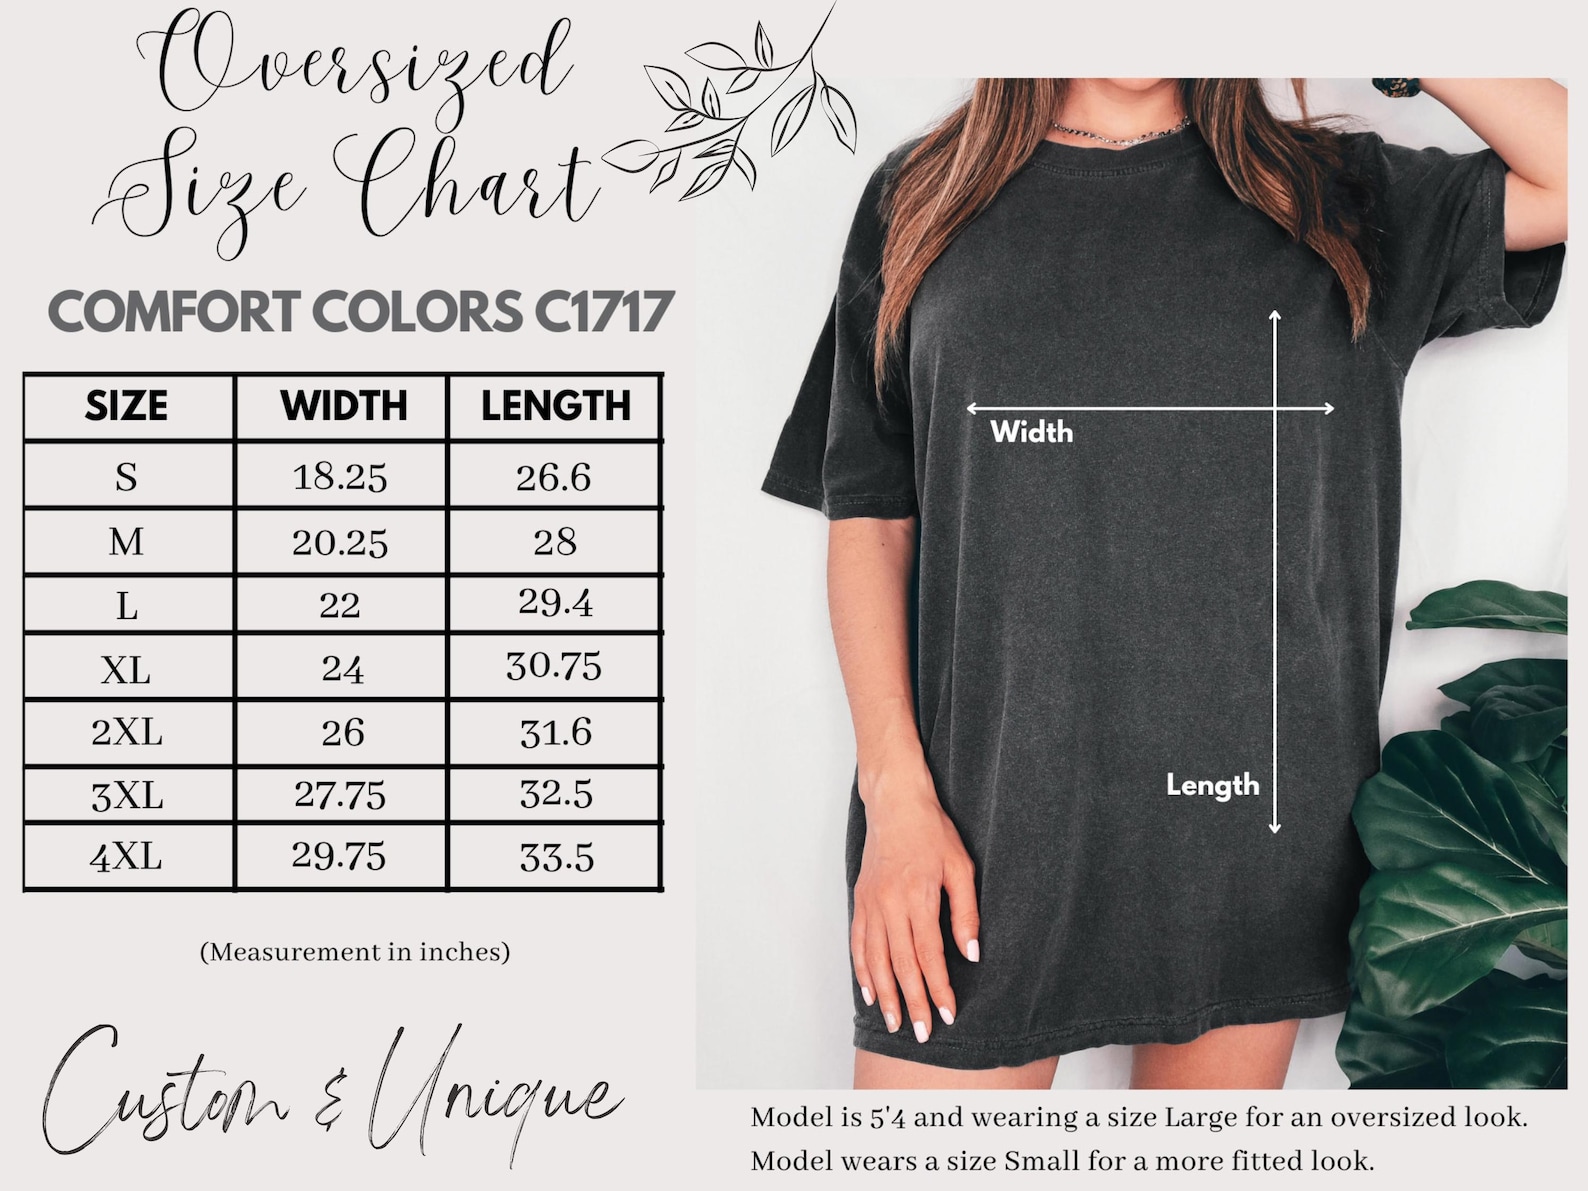 Oversized
Size Chart
COMFORT COLORS C1717
SIZE WIDTH LENGTH
S 18.25 26.6
M 20.25 28
L 22 29.4
XL 24 30.75
2XL 26 31.6
3XL 27.75 32.5
4XL 29.75 33.5
(Measurement in inches)
Custom & Unique
Width
Length
Model is 5'4 and wearing a size Large for an oversized look.
Model wears a size Small for a more fitted look.